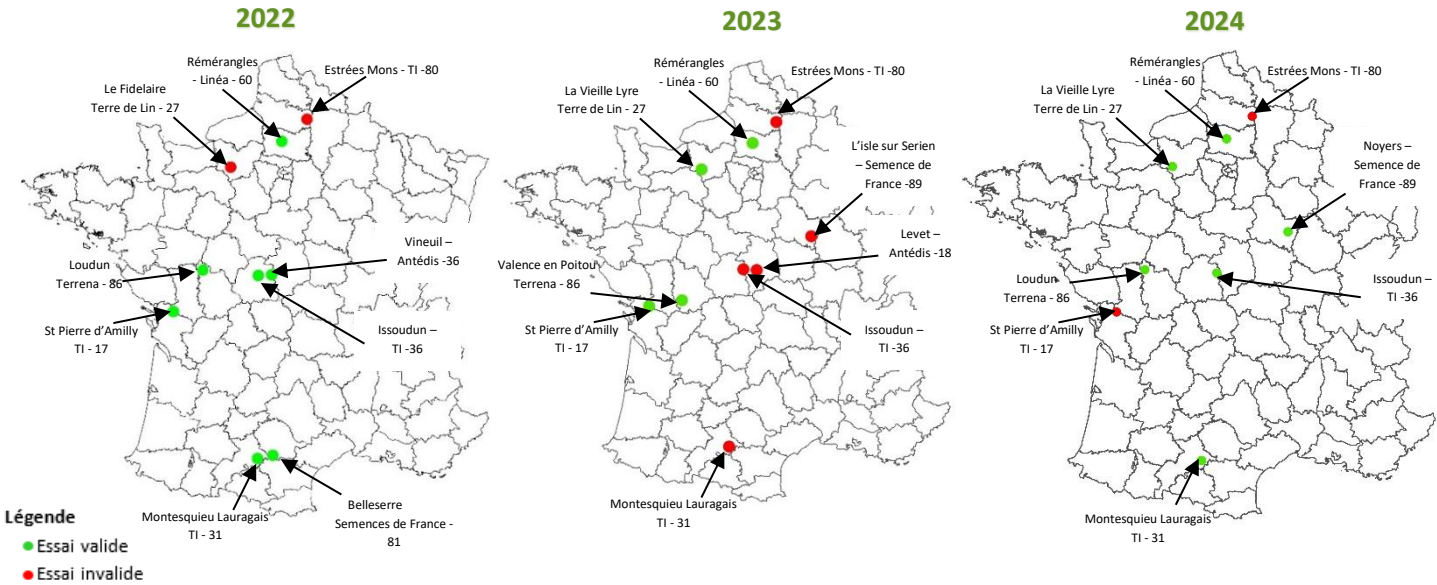 2022
Rémérangles
- Linéa - 60
Estrées Mons - TI -80
Le Fidelaire
Terre de Lin - 27
Vineuil –
Antédis -36
Loudun
Terrena - 86
St Pierre d'Amilly
TI - 17
Issoudun –
TI -36
Montesquieu Lauragais
TI - 31
Belleserre
Semences de France -
81
2023
Rémérangles
- Linéa - 60
Estrées Mons - TI -80
La Vieille Lyre
Terre de Lin - 27
L'isle sur Serien
– Semence de
France -89
Levet –
Antédis -18
Valence en Poitou
Terrena - 86
St Pierre d'Amilly
TI - 17
Issoudun –
TI -36
Montesquieu Lauragais
TI - 31
2024
Rémérangles
- Linéa - 60
Estrées Mons - TI -80
La Vieille Lyre
Terre de Lin - 27
Noyers –
Semence de
France -89
Loudun
Terrena - 86
Issoudun –
TI -36
St Pierre d'Amilly
TI - 17
Montesquieu Lauragais
TI - 31
Légende
Essai valide
Essai invalide